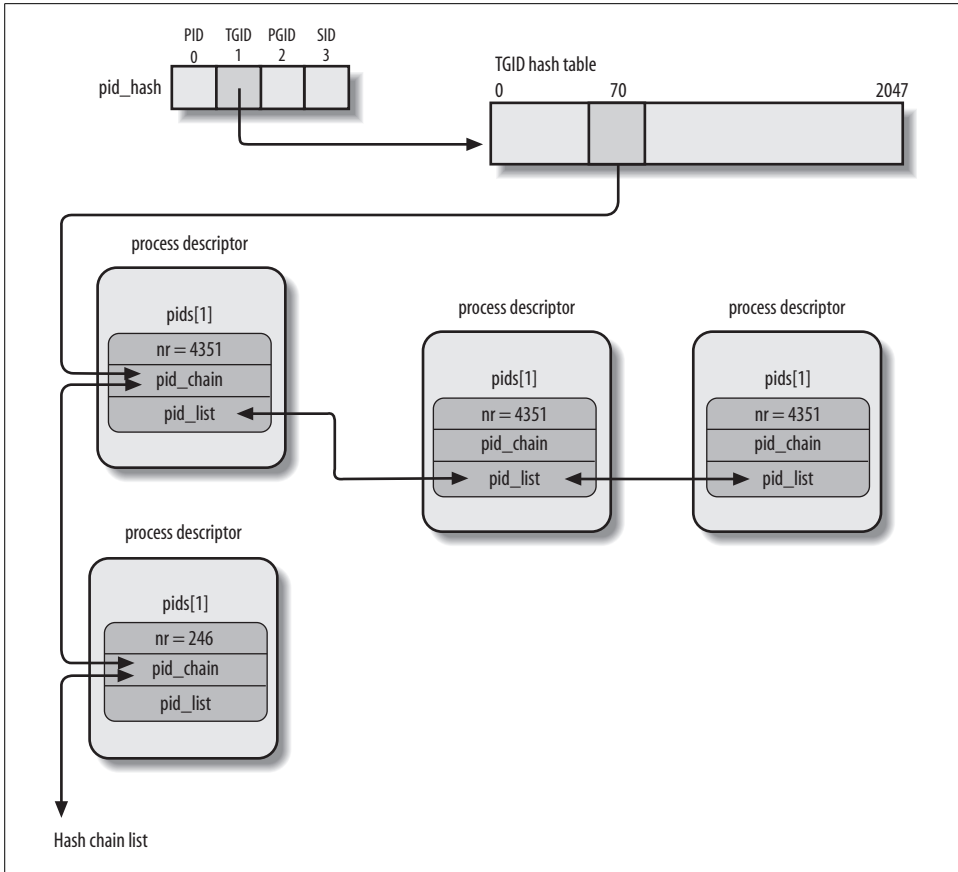 PID TGID PGID SID
0 1 2 3
pid_hash
TGID hash table
0 70 2047
process descriptor
pids[1]
nr = 4351
pid_chain
pid_list
process descriptor
pids[1]
nr = 4351
pid_chain
pid_list
process descriptor
pids[1]
nr = 4351
pid_chain
pid_list
process descriptor
pids[1]
nr = 246
pid_chain
pid_list
Hash chain list